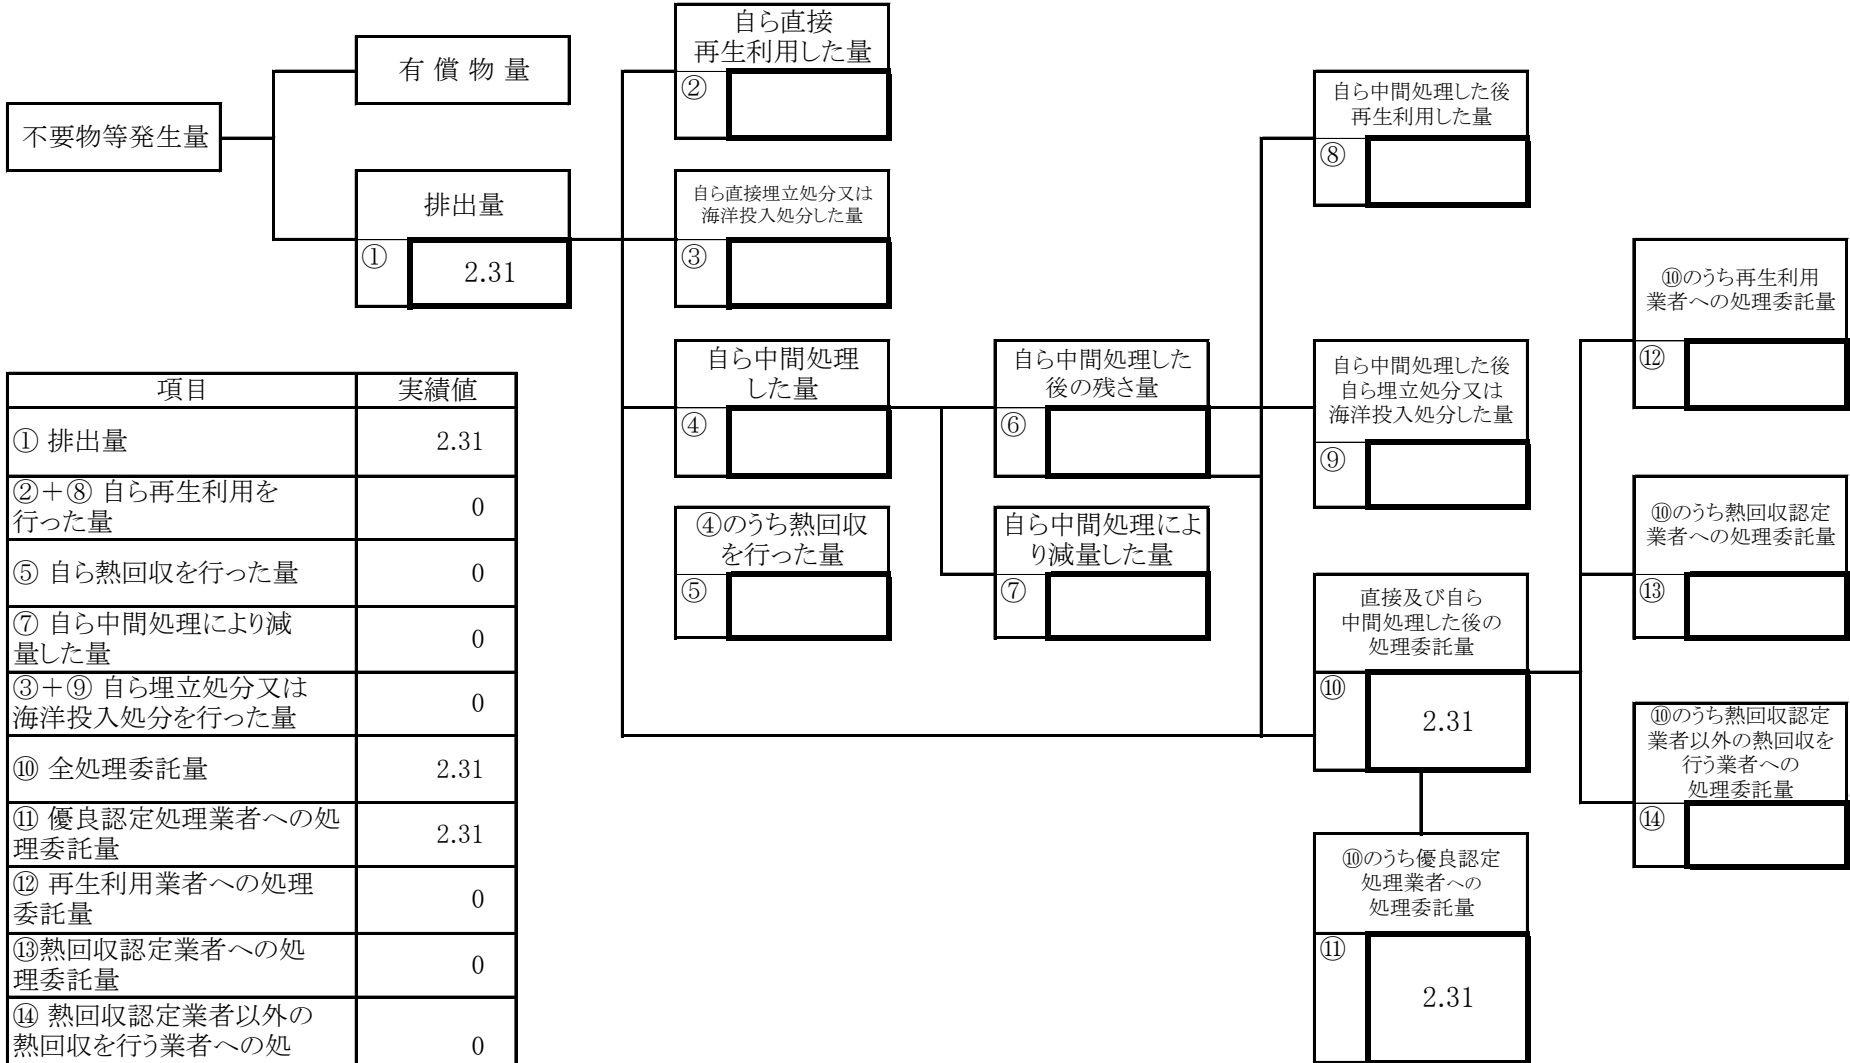 自ら直接
再生利用した量
②
有 償 物 量
不要物等発生量
排出量
①
2.31
自ら直接埋立処分又は
海洋投入処分した量
③
自ら中間処理した後
再生利用した量
⑧
⑩のうち再生利用
業者への処理委託量
⑫
自ら中間処理
した量
④
自ら中間処理した
後の残さ量
⑥
自ら中間処理した後
自ら埋立処分又は
海洋投入処分した量
⑨
④のうち熱回収
を行った量
⑤
自ら中間処理によ
り減量した量
⑦
⑩のうち熱回収認定
業者への処理委託量
⑬
直接及び自ら
中間処理した後の
処理委託量
⑩
2.31
⑩のうち熱回収認定
業者以外の熱回収を
行う業者への
処理委託量
⑭
⑩のうち優良認定
処理業者への
処理委託量
⑪
2.31
項目 実績値
① 排出量 2.31
②＋⑧ 自ら再生利用を
行った量 0
⑤ 自ら熱回収を行った量 0
⑦ 自ら中間処理により減
量した量 0
③＋⑨ 自ら埋立処分又は
海洋投入処分を行った量 0
⑩ 全処理委託量 2.31
⑪ 優良認定処理業者への処
理委託量 2.31
⑫ 再生利用業者への処理
委託量 0
⑬熱回収認定業者への処
理委託量 0
⑭ 熱回収認定業者以外の
熱回収を行う業者への処 0